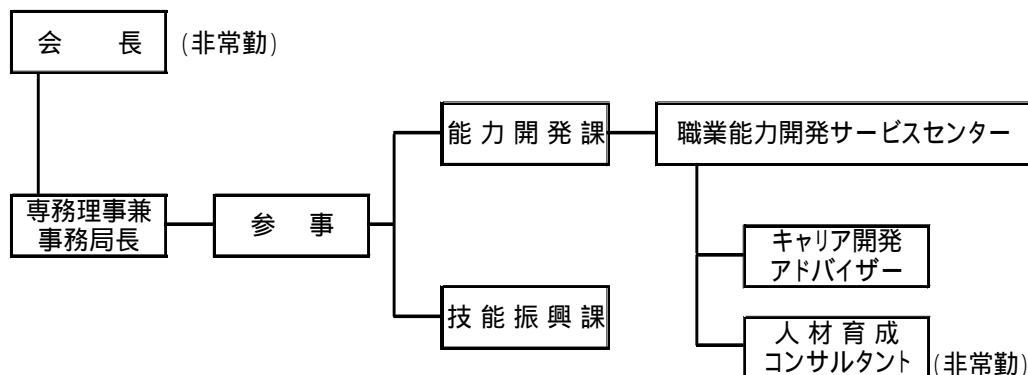 会　　長 (非常勤)
能力開発課
職業能力開発サービスセンター
専務理事兼
事務局長
参　事
キャリア開発
アドバイザー
技能振興課
人材育成
コンサルタント (非常勤)